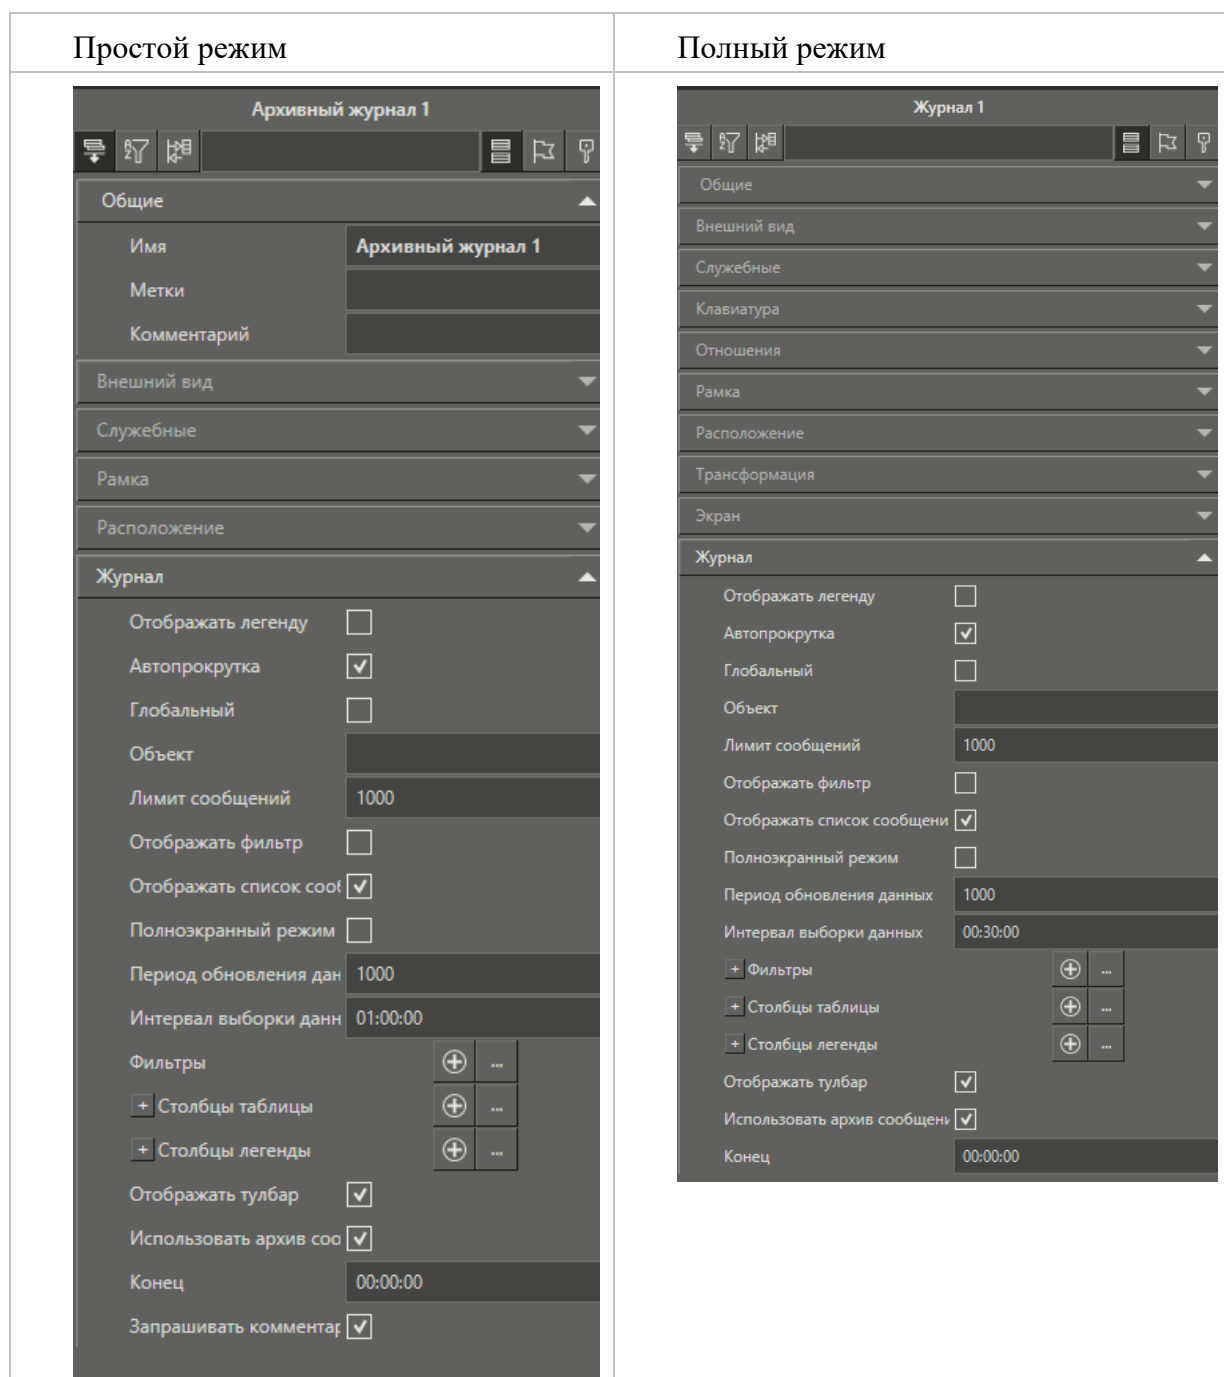 Простой режим
Полный режим
Архивный журнал 1
Общие
Имя
Архивный журнал 1
Метки
Комментарий
Внешний вид
Служебные
Рамка
Расположение
Журнал
Отображать легенду
Автопрокрутка
Глобальный
Объект
Лимит сообщений
1000
Отображать фильтр
Отображать список сооб
Полноэкранный режим
Период обновления дан
1000
Интервал выборки данн
01:00:00
Фильтры
...
+ Столбцы таблицы
...
+ Столбцы легенды
...
Отображать тулбар
Использовать архив соо
Конец
00:00:00
Запрашивать комментар
Журнал 1
Общие
Внешний вид
Служебные
Клавиатура
Отношения
Рамка
Расположение
Трансформация
Экран
Журнал
Отображать легенду
Автопрокрутка
Глобальный
Объект
Лимит сообщений
1000
Отображать фильтр
Отображать список сообщени
Полноэкранный режим
Период обновления данных
1000
Интервал выборки данных
00:30:00
+ Фильтры
...
+ Столбцы таблицы
...
+ Столбцы легенды
...
Отображать тулбар
Использовать архив сообщени
Конец
00:00:00